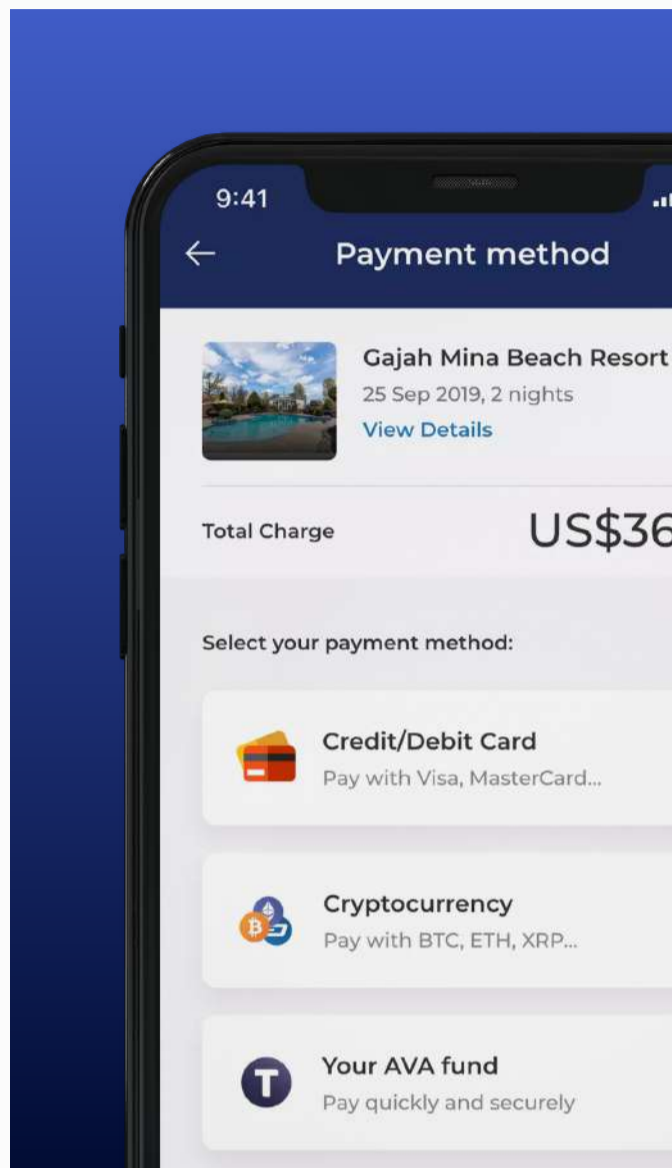 9:41
Payment method
Gajah Mina Beach Resort
25 Sep 2019, 2 nights
View Details
Total Charge
US$36
Select your payment method:
Credit/Debit Card
Pay with Visa, MasterCard...
Cryptocurrency
Pay with BTC, ETH, XRP...
T
Your AVA fund
Pay quickly and securely